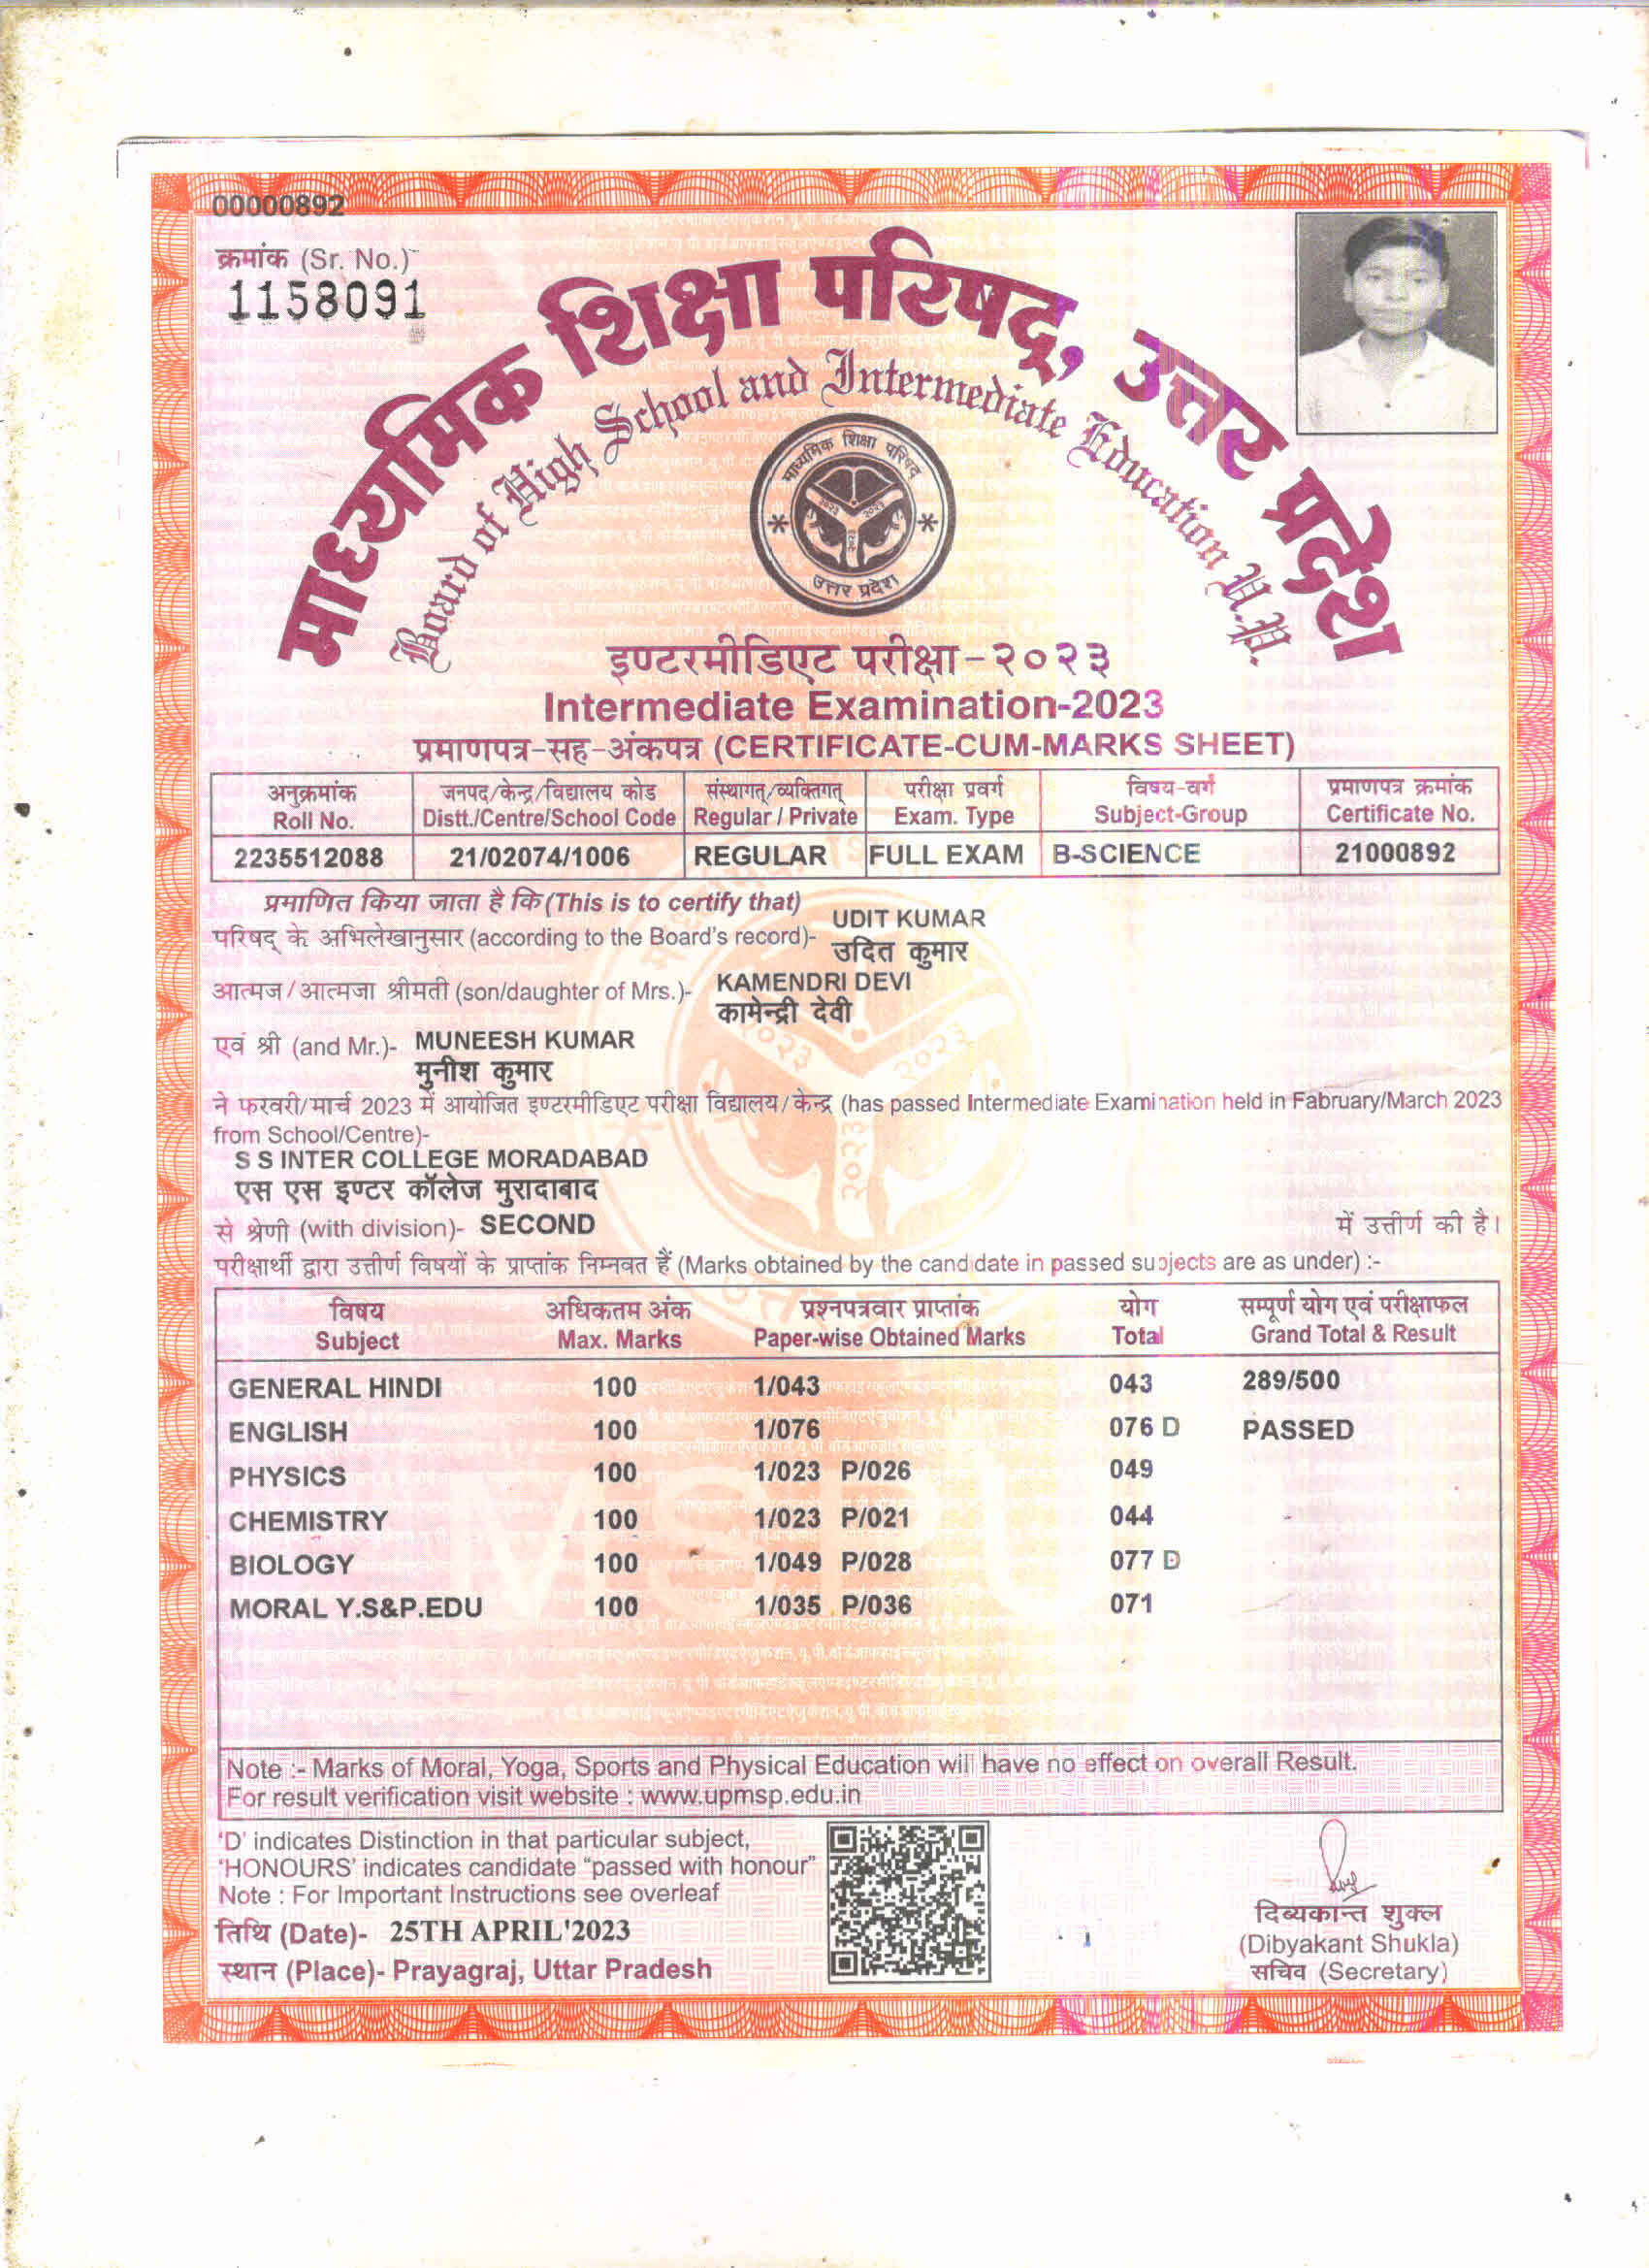 00000892
क्रमांक (Sr. No.)-
1158091
माध्यमिक शिक्षा परिषद्, उत्तर प्रदेश
Board of High School and Intermediate Education U.P.
माध्यमिक शिक्षा परिषद
उत्तर प्रदेश
इण्टरमीडिएट परीक्षा-२०२३
Intermediate Examination-2023
प्रमाणपत्र-सह-अंकपत्र (CERTIFICATE-CUM-MARKS SHEET)
अनुक्रमांक जनपद/केन्द्र/विद्यालय कोड संस्थागत्/व्यक्तिगत् परीक्षा प्रवर्ग विषय-वर्ग प्रमाणपत्र क्रमांक
Roll No. Distt./Centre/School Code Regular / Private Exam. Type Subject-Group Certificate No.
2235512088 21/02074/1006 REGULAR FULL EXAM B-SCIENCE 21000892
प्रमाणित किया जाता है कि (This is to certify that)
परिषद् के अभिलेखानुसार (according to the Board's record)- UDIT KUMAR
उदित कुमार
आत्मज/आत्मजा श्रीमती (son/daughter of Mrs.)- KAMENDRI DEVI
कामेन्द्री देवी
एवं श्री (and Mr.)- MUNEESH KUMAR
मुनीश कुमार
ने फरवरी/मार्च 2023 में आयोजित इण्टरमीडिएट परीक्षा विद्यालय/केन्द्र (has passed Intermediate Examination held in Fabruary/March 2023
from School/Centre)-
S S INTER COLLEGE MORADABAD
एस एस इण्टर कॉलेज मुरादाबाद
से श्रेणी (with division)- SECOND में उत्तीर्ण की है।
परीक्षार्थी द्वारा उत्तीर्ण विषयों के प्राप्तांक निम्नवत हैं (Marks obtained by the candidate in passed subjects are as under) :-
विषय अधिकतम अंक प्रश्नपत्रवार प्राप्तांक योग सम्पूर्ण योग एवं परीक्षाफल
Subject Max. Marks Paper-wise Obtained Marks Total Grand Total & Result
GENERAL HINDI 100 1/043 043 289/500
ENGLISH 100 1/076 076 D PASSED
PHYSICS 100 1/023 P/026 049
CHEMISTRY 100 1/023 P/021 044
BIOLOGY 100 1/049 P/028 077 D
MORAL Y.S&P.EDU 100 1/035 P/036 071
Note :- Marks of Moral, Yoga, Sports and Physical Education will have no effect on overall Result.
For result verification visit website : www.upmsp.edu.in
'D' indicates Distinction in that particular subject,
'HONOURS' indicates candidate "passed with honour"
Note : For Important Instructions see overleaf
तिथि (Date)- 25TH APRIL'2023
स्थान (Place)- Prayagraj, Uttar Pradesh
दिव्यकान्त शुक्ल
(Dibyakant Shukla)
सचिव (Secretary)